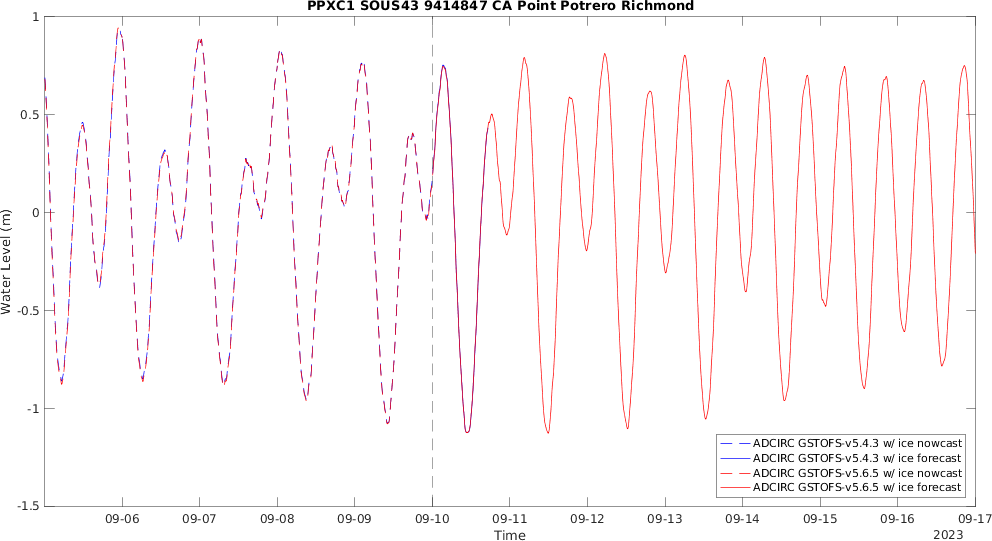 PPXC1 SOUS43 9414847 CA Point Potrero Richmond
1
0.5
0
-0.5
-1
-1.5
Water Level (m)
ADCIRC GSTOFS-v5.4.3 w/ ice nowcast
ADCIRC GSTOFS-v5.4.3 w/ ice forecast
ADCIRC GSTOFS-v5.6.5 w/ ice nowcast
ADCIRC GSTOFS-v5.6.5 w/ ice forecast
09-06 09-07 09-08 09-09 09-10 09-11 09-12 09-13 09-14 09-15 09-16 09-17
Time
2023